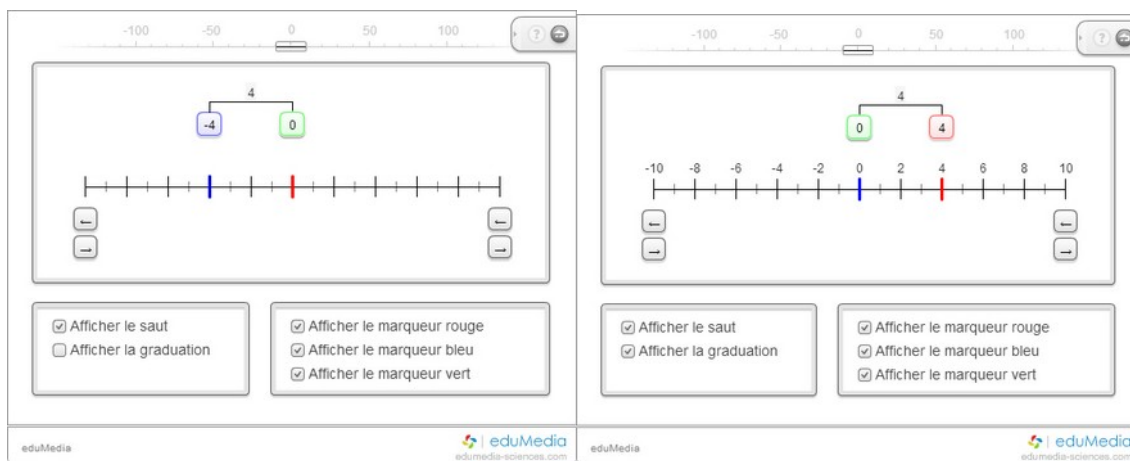 -100 -50 0 50 100 ?
4
-4 0
Afficher le saut
Afficher la graduation
Afficher le marqueur rouge
Afficher le marqueur bleu
Afficher le marqueur vert
eduMedia
eduMedia
edumedia-sciences.com
-100 -50 0 50 100 ?
4
0 4
-10 -8 -6 -4 -2 0 2 4 6 8 10
Afficher le saut
Afficher la graduation
Afficher le marqueur rouge
Afficher le marqueur bleu
Afficher le marqueur vert
eduMedia
eduMedia
edumedia-sciences.com